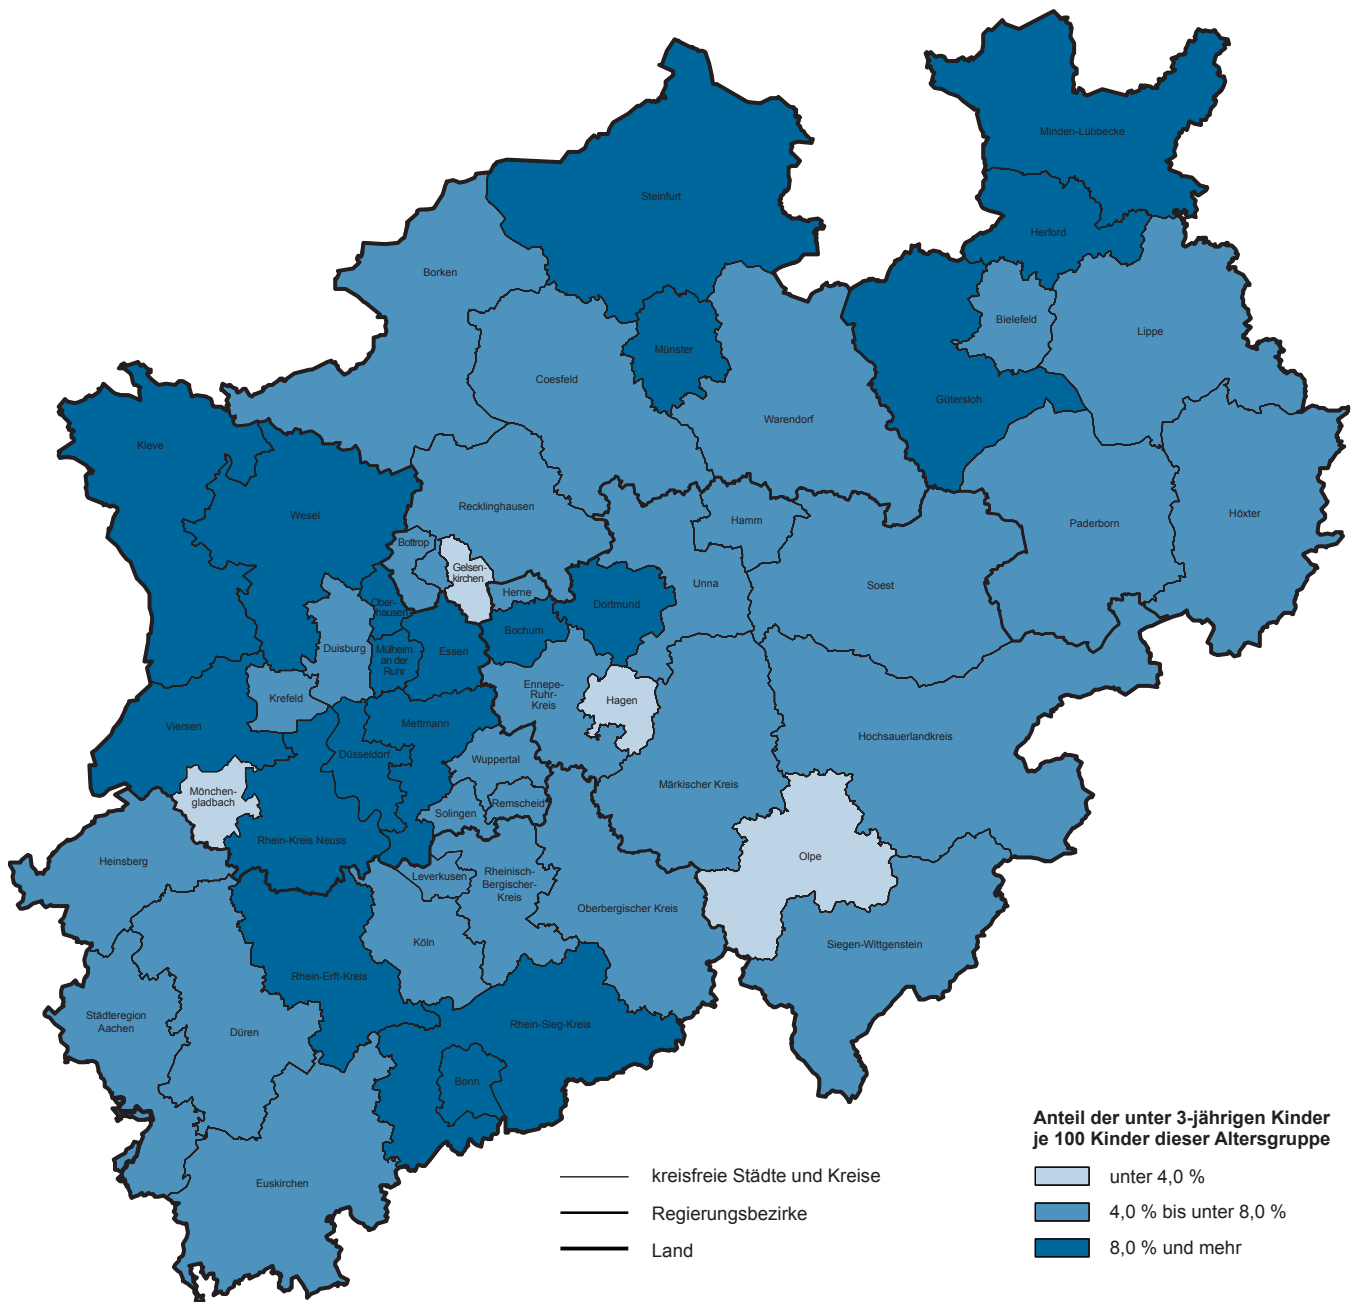 Minden-Lübbecke
Steinfurt
Herford
Borken
Bielefeld
Lippe
Münster
Coesfeld
Gütersloh
Warendorf
Kleve
Recklinghausen
Wesel
Höxter
Hamm
Paderborn
Bottrop
Gelsen-
kirchen
Unna
Soest
Herne
Ober-
hausen
Dortmund
Bochum
Duisburg
Mülheim
an der
Ruhr
Essen
Ennepe-
Ruhr-
Kreis
Krefeld
Hagen
Viersen
Mettmann
Hochsauerlandkreis
Düsseldorf
Wuppertal
Märkischer Kreis
Mönchen-
gladbach
Remscheid
Solingen
Rhein-Kreis Neuss
Olpe
Heinsberg
Leverkusen
Rheinisch-
Bergischer-
Kreis
Oberbergischer Kreis
Köln
Siegen-Wittgenstein
Rhein-Erft-Kreis
Städteregion
Aachen
Düren
Rhein-Sieg-Kreis
Bonn
Euskirchen
kreisfreie Städte und Kreise
Regierungsbezirke
Land
Anteil der unter 3-jährigen Kinder
je 100 Kinder dieser Altersgruppe
unter 4,0 %
4,0 % bis unter 8,0 %
8,0 % und mehr